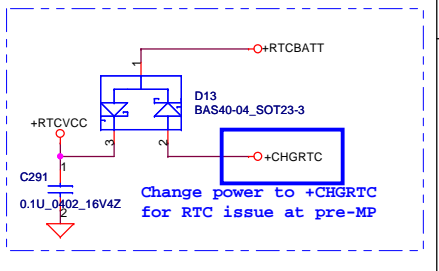 +RTCBATT
1
D13
BAS40-04_SOT23-3
+RTCVCC
3
2
+CHGRTC
1
C291
0.1U_0402_16V4Z
2
Change power to +CHGRTC
for RTC issue at pre-MP